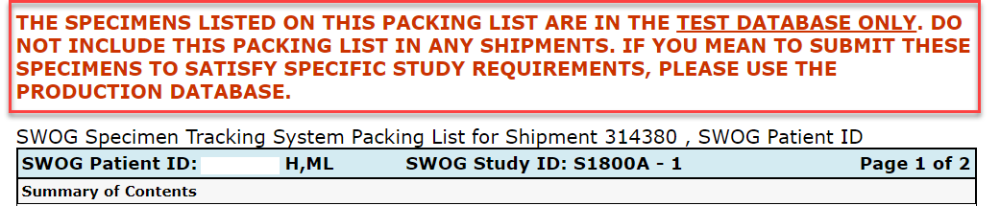 THE SPECIMENS LISTED ON THIS PACKING LIST ARE IN THE TEST DATABASE ONLY. DO
NOT INCLUDE THIS PACKING LIST IN ANY SHIPMENTS. IF YOU MEAN TO SUBMIT THESE
SPECIMENS TO SATISFY SPECIFIC STUDY REQUIREMENTS, PLEASE USE THE
PRODUCTION DATABASE.
SWOG Specimen Tracking System Packing List for Shipment 314380 , SWOG Patient ID
SWOG Patient ID: H,ML SWOG Study ID: S1800A - 1 Page 1 of 2
Summary of Contents